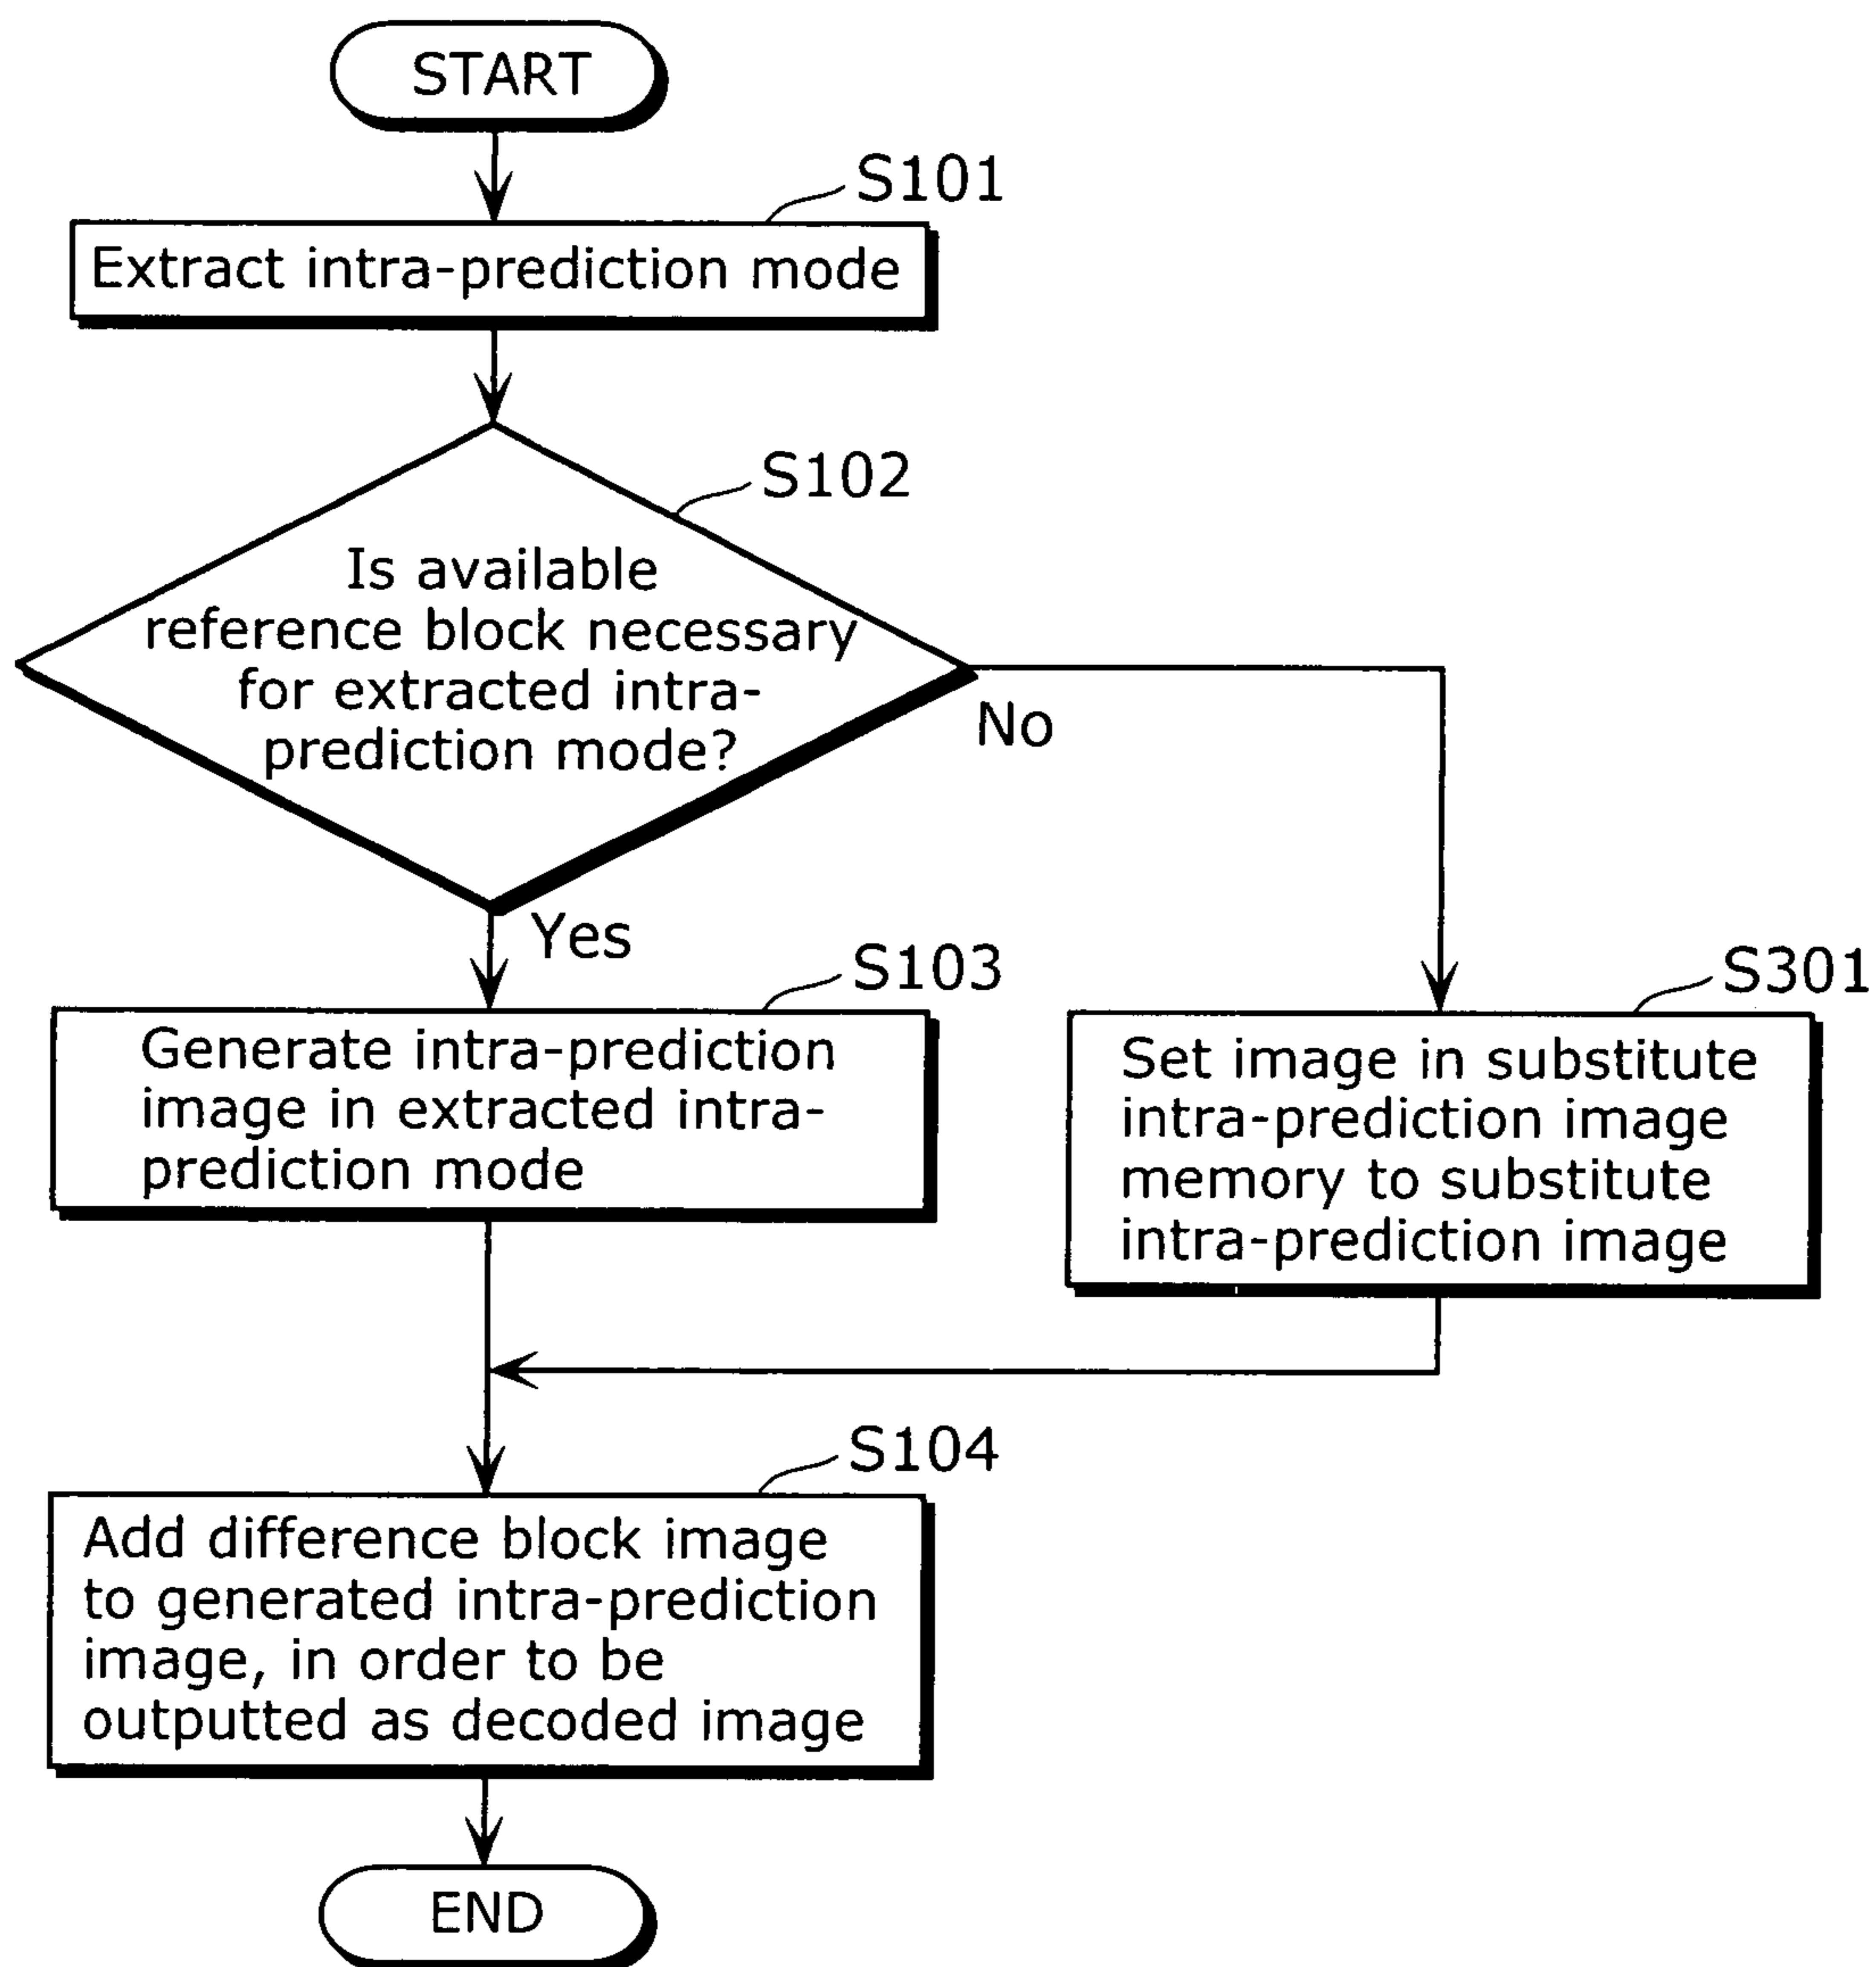 START
S101
Extract intra-prediction mode
S102
Is available
reference block necessary
for extracted intra-
prediction mode?
No
Yes
S103
Generate intra-prediction
image in extracted intra-
prediction mode
S301
Set image in substitute
intra-prediction image
memory to substitute
intra-prediction image
S104
Add difference block image
to generated intra-prediction
image, in order to be
outputted as decoded image
END